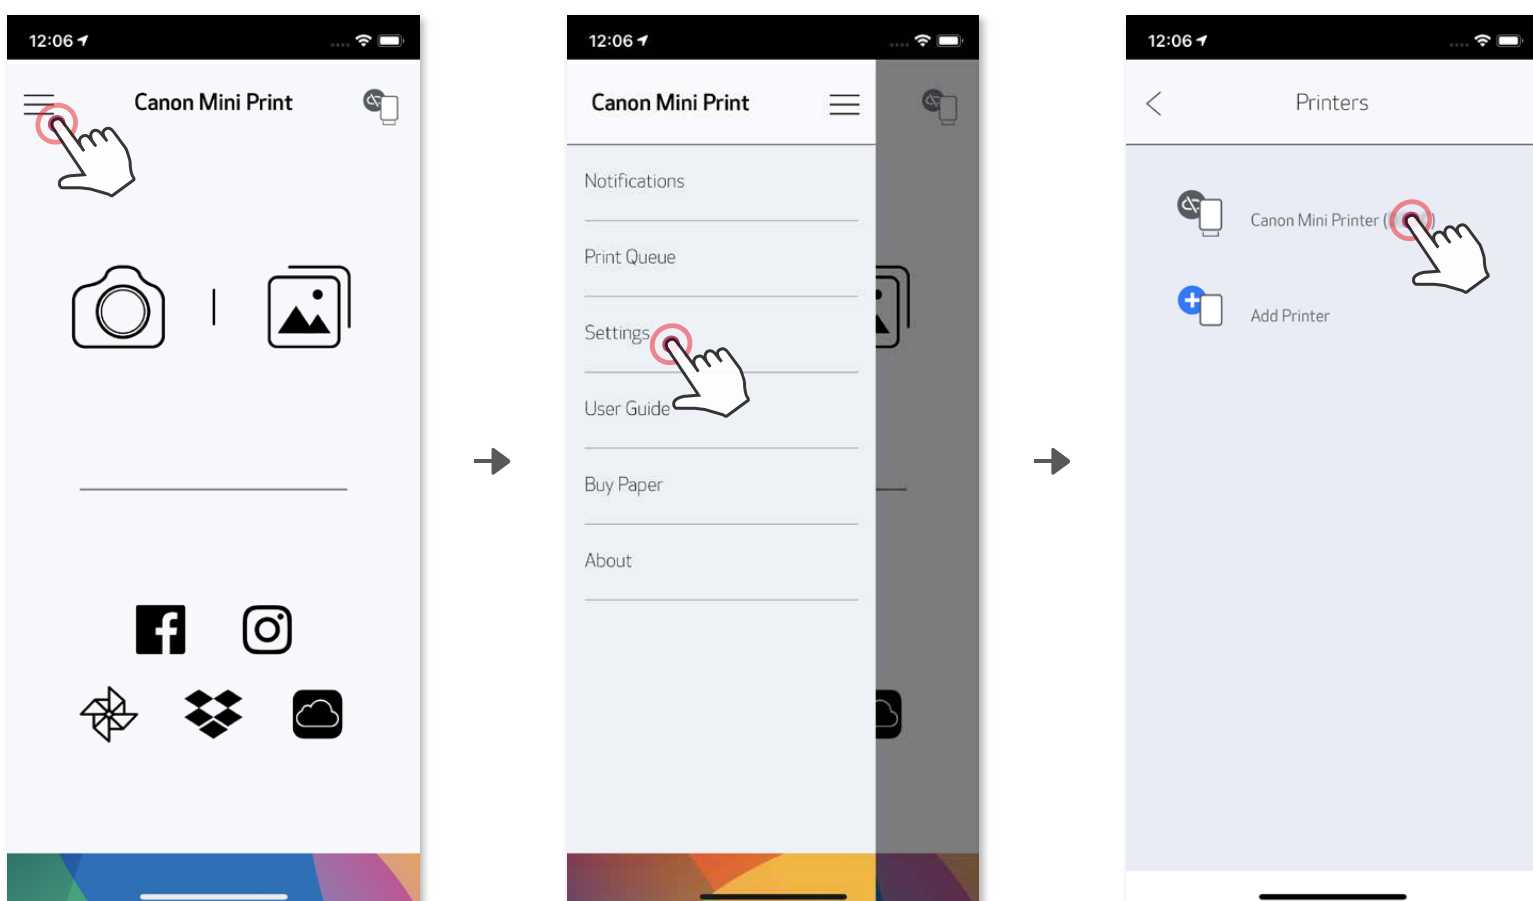 12:06
Canon Mini Print
12:06
Canon Mini Print
Notifications
Print Queue
Settings
User Guide
Buy Paper
About
12:06
Printers
Canon Mini Printer (
Add Printer